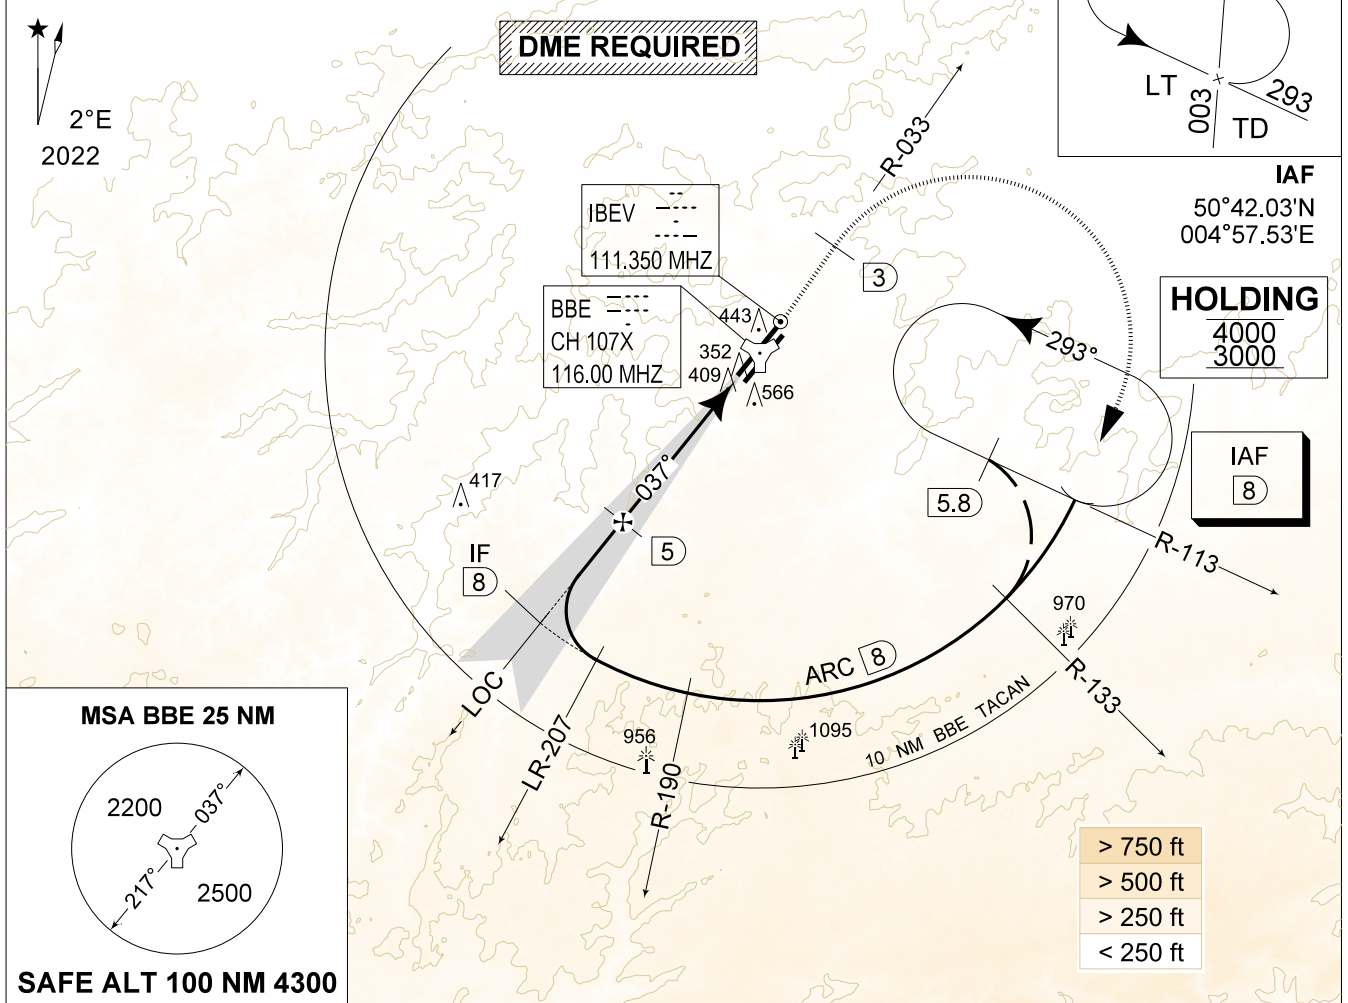 DME REQUIRED
2°E
2022
LT
003
293
TD
IAF
50°42.03'N
004°57.53'E
R-033
IBEV
111.350 MHZ
3
HOLDING
4000
3000
BBE
CH 107X
116.00 MHZ
443
352
409
566
293°
417
037°
IAF
8
5.8
5
IF
8
R-113
970
ARC 8
R-133
LOC
LR-207
956
1095
R-190
10 NM BBE TACAN
MSA BBE 25 NM
2200
037°
217°
2500
SAFE ALT 100 NM 4300
> 750 ft
> 500 ft
> 250 ft
< 250 ft